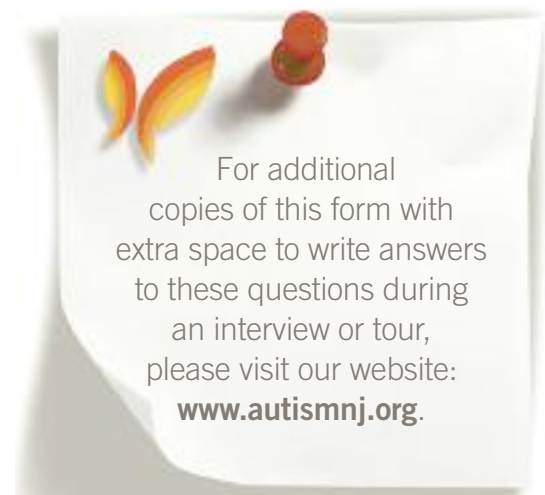 For additional
copies of this form with
extra space to write answers
to these questions during
an interview or tour,
please visit our website:
www.autismnj.org.